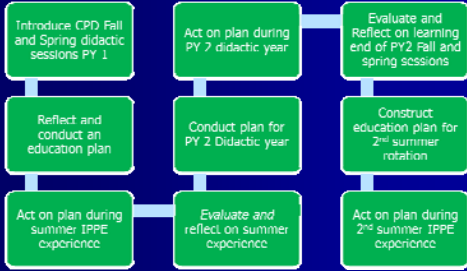 Introduce CPD Fall
and Spring didactic
sessions PY 1
Reflect and
conduct an
education plan
Act on plan during
summer IPPE
experience
Evaluate and
reflect on summer
experience
Conduct plan for
PY 2 Didactic year
Act on plan during
PY 2 didactic year
Evaluate and
Reflect on learning
end of PY2 Fall and
spring sessions
Construct
education plan for
2nd summer
rotation
Act on plan during
2nd summer IPPE
experience